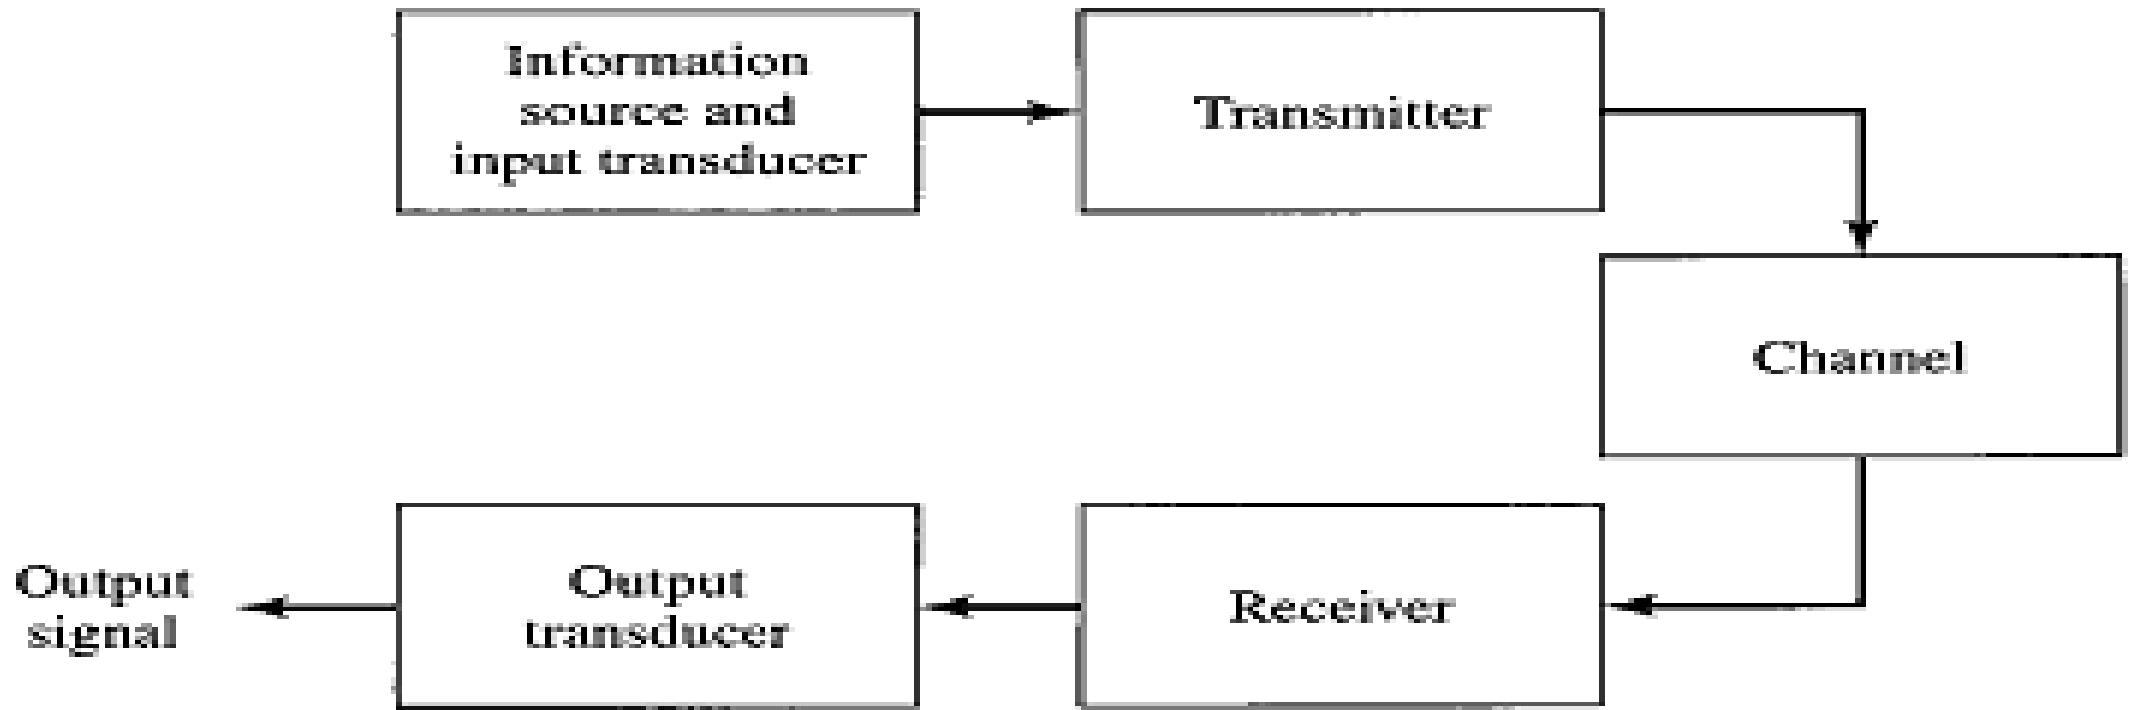 Information
source and
input transducer
Transmitter
Channel
Receiver
Output
transducer
Output
signal